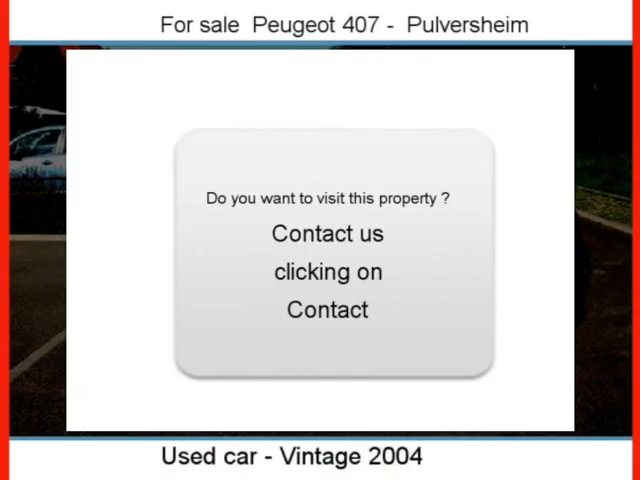 For sale Peugeot 407 - Pulversheim
Do you want to visit this property ?
Contact us
clicking on
Contact
Used car - Vintage 2004